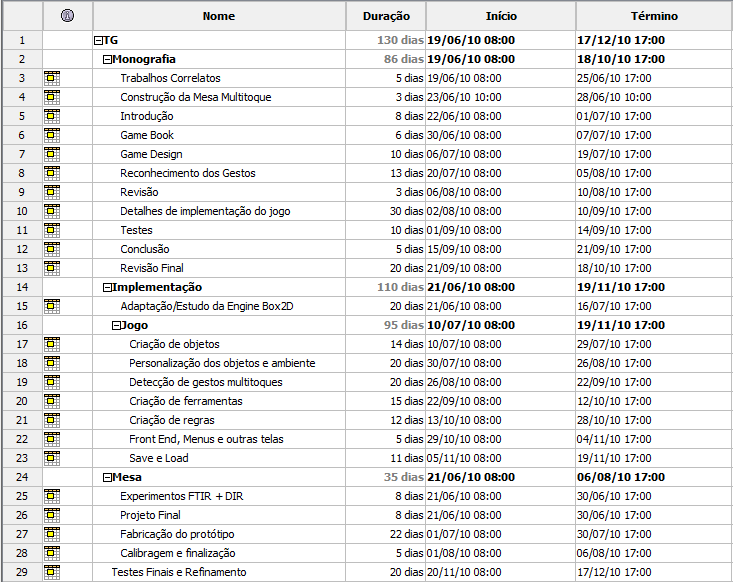 Nome Duração Início Término
1 TG 130 dias 19/06/10 08:00 17/12/10 17:00
2 Monografia 86 dias 19/06/10 08:00 18/10/10 17:00
3 Trabalhos Correlatos 5 dias 19/06/10 08:00 25/06/10 17:00
4 Construção da Mesa Multitoque 3 dias 23/06/10 10:00 28/06/10 10:00
5 Introdução 8 dias 22/06/10 08:00 01/07/10 17:00
6 Game Book 6 dias 30/06/10 08:00 07/07/10 17:00
7 Game Design 10 dias 06/07/10 08:00 19/07/10 17:00
8 Reconhecimento dos Gestos 13 dias 20/07/10 08:00 05/08/10 17:00
9 Revisão 3 dias 06/08/10 08:00 10/08/10 17:00
10 Detalhes de implementação do jogo 30 dias 02/08/10 08:00 10/09/10 17:00
11 Testes 10 dias 01/09/10 08:00 14/09/10 17:00
12 Conclusão 5 dias 15/09/10 08:00 21/09/10 17:00
13 Revisão Final 20 dias 21/09/10 08:00 18/10/10 17:00
14 Implementação 110 dias 21/06/10 08:00 19/11/10 17:00
15 Adaptação/Estudo da Engine Box2D 20 dias 21/06/10 08:00 16/07/10 17:00
16 Jogo 95 dias 10/07/10 08:00 19/11/10 17:00
17 Criação de objetos 14 dias 10/07/10 08:00 29/07/10 17:00
18 Personalização dos objetos e ambiente 20 dias 30/07/10 08:00 26/08/10 17:00
19 Detecção de gestos multitoques 20 dias 26/08/10 08:00 22/09/10 17:00
20 Criação de ferramentas 15 dias 22/09/10 08:00 12/10/10 17:00
21 Criação de regras 12 dias 13/10/10 08:00 28/10/10 17:00
22 Front End, Menus e outras telas 5 dias 29/10/10 08:00 04/11/10 17:00
23 Save e Load 11 dias 05/11/10 08:00 19/11/10 17:00
24 Mesa 35 dias 21/06/10 08:00 06/08/10 17:00
25 Experimentos FTIR + DIR 8 dias 21/06/10 08:00 30/06/10 17:00
26 Projeto Final 8 dias 21/06/10 08:00 30/06/10 17:00
27 Fabricação do protótipo 22 dias 01/07/10 08:00 30/07/10 17:00
28 Calibragem e finalização 5 dias 01/08/10 08:00 06/08/10 17:00
29 Testes Finais e Refinamento 20 dias 20/11/10 08:00 17/12/10 17:00